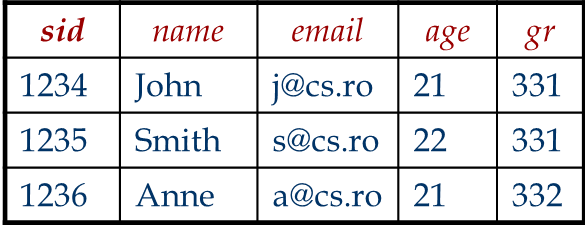 sid name email age gr
1234 John j@cs.ro 21 331
1235 Smith s@cs.ro 22 331
1236 Anne a@cs.ro 21 332